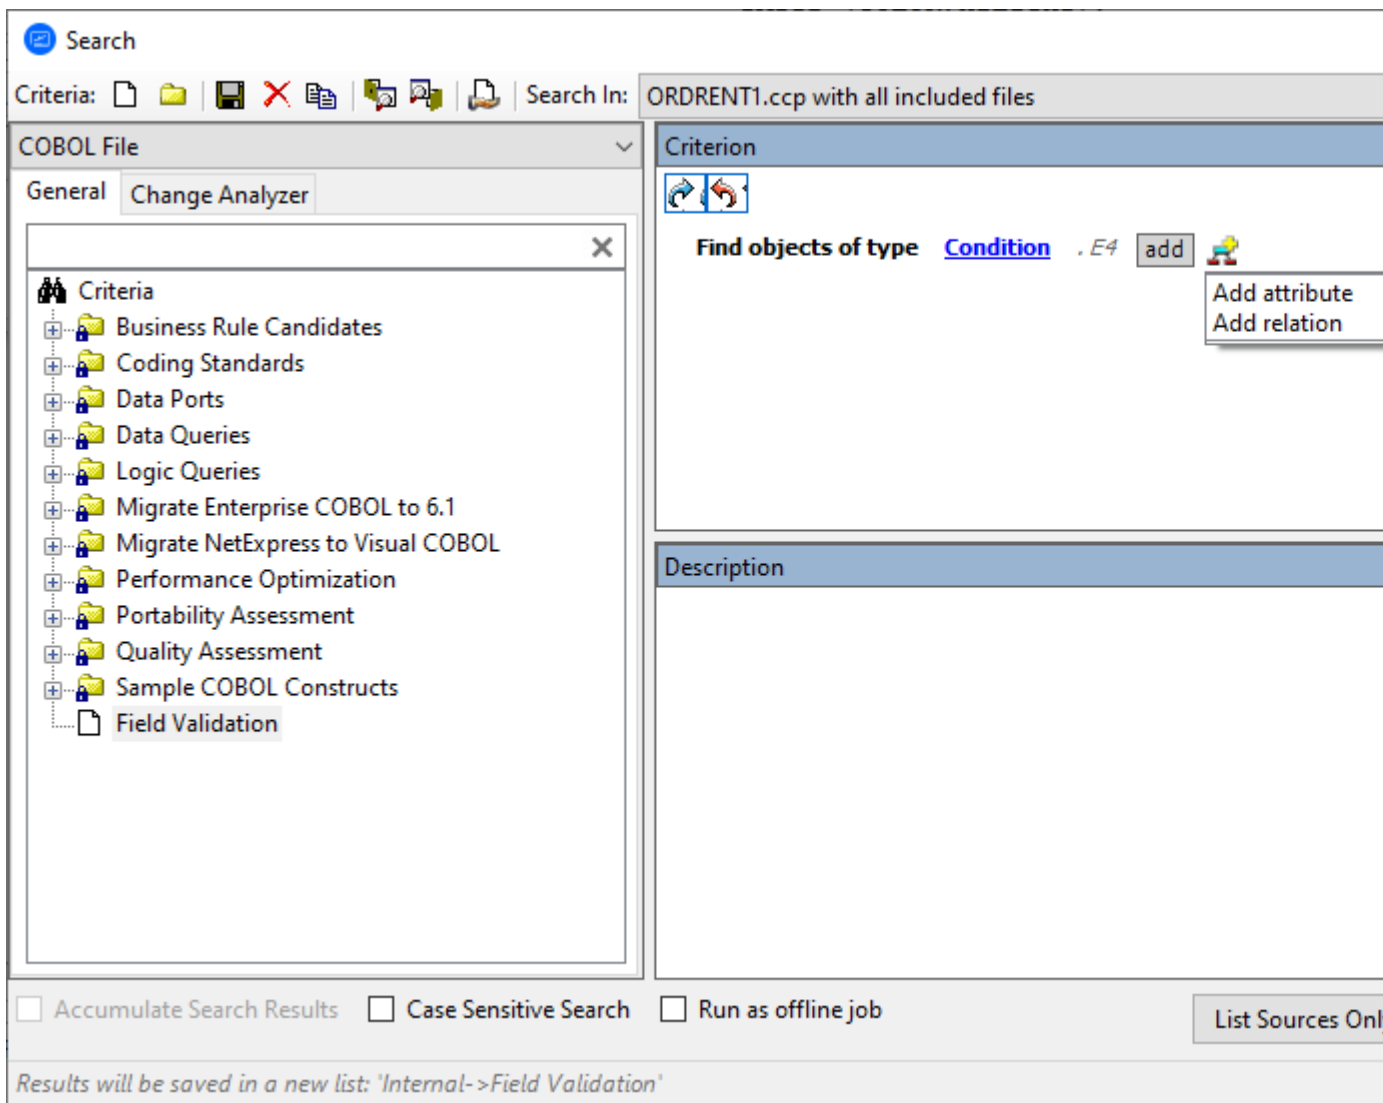 Search
Criteria:
Search In:
ORDRENT1.ccp with all included files
COBOL File
General
Change Analyzer
Criteria
Business Rule Candidates
Coding Standards
Data Ports
Data Queries
Logic Queries
Migrate Enterprise COBOL to 6.1
Migrate NetExpress to Visual COBOL
Performance Optimization
Portability Assessment
Quality Assessment
Sample COBOL Constructs
Field Validation
Criterion
Find objects of type Condition .E4 add
Add attribute
Add relation
Description
Accumulate Search Results
Case Sensitive Search
Run as offline job
List Sources
Results will be saved in a new list: 'Internal->Field Validation'